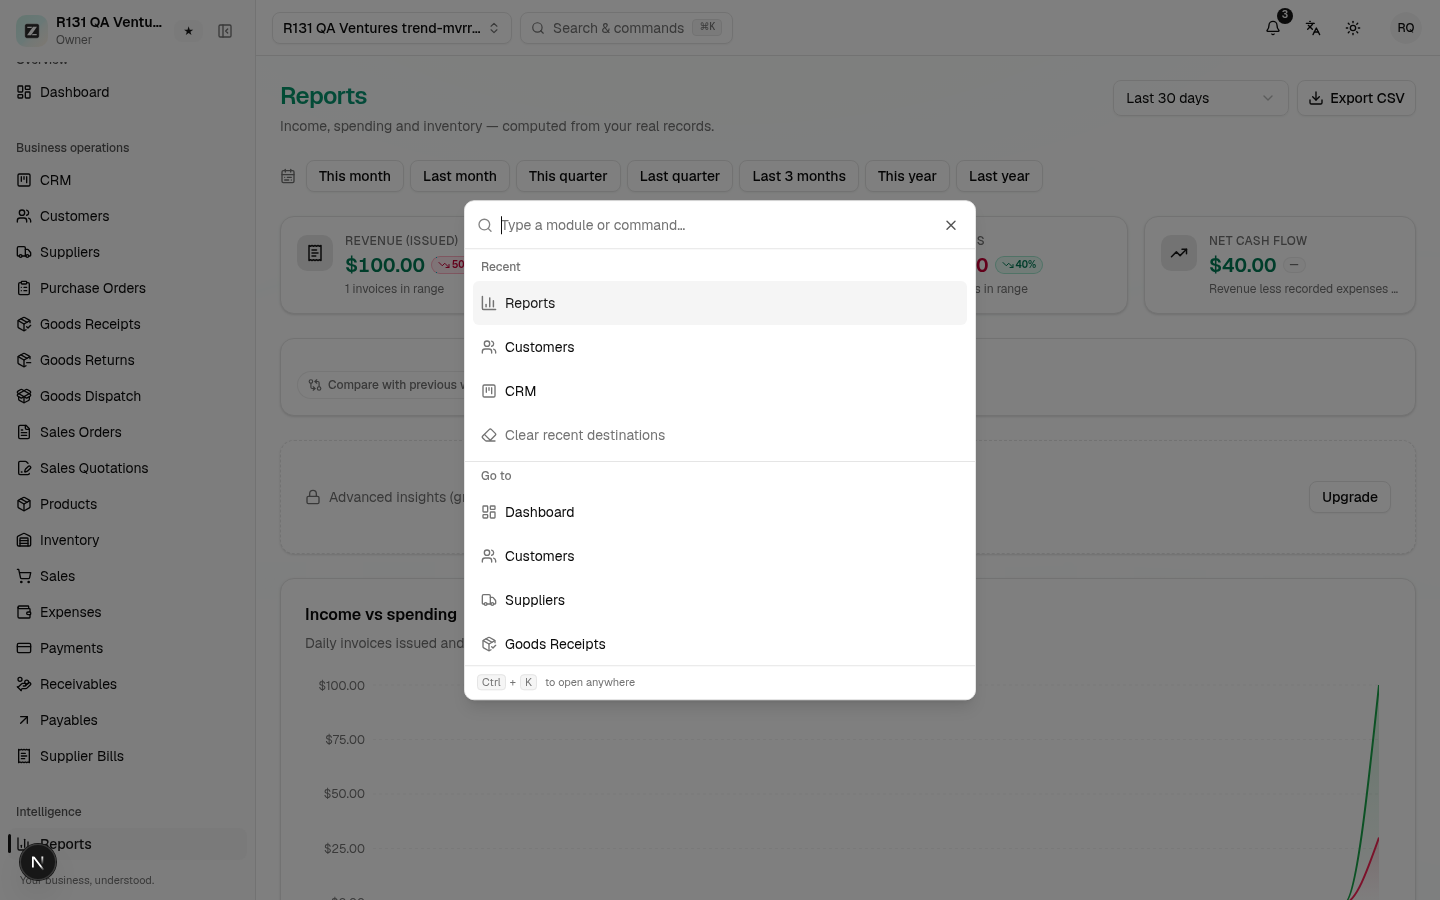 R131 QA Ventu...
Owner
R131 QA Ventures trend-mvrr...
Search & commands
⌘K
3
RQ
Overview
Dashboard
Business operations
CRM
Customers
Suppliers
Purchase Orders
Goods Receipts
Goods Returns
Goods Dispatch
Sales Orders
Sales Quotations
Products
Inventory
Sales
Expenses
Payments
Receivables
Payables
Supplier Bills
Intelligence
Reports
N
Your business, understood.
Reports
Income, spending and inventory — computed from your real records.
Last 30 days
Export CSV
This month
Last month
This quarter
Last quarter
Last 3 months
This year
Last year
REVENUE (ISSUED)
$100.00
50
1 invoices in range
S
0
40%
s in range
NET CASH FLOW
$40.00
—
Revenue less recorded expenses ...
Compare with previous
Advanced insights (gr
Upgrade
Income vs spending
Daily invoices issued and
$100.00
$75.00
$50.00
$25.00
Type a module or command...
Recent
Reports
Customers
CRM
Clear recent destinations
Go to
Dashboard
Customers
Suppliers
Goods Receipts
Ctrl + K to open anywhere